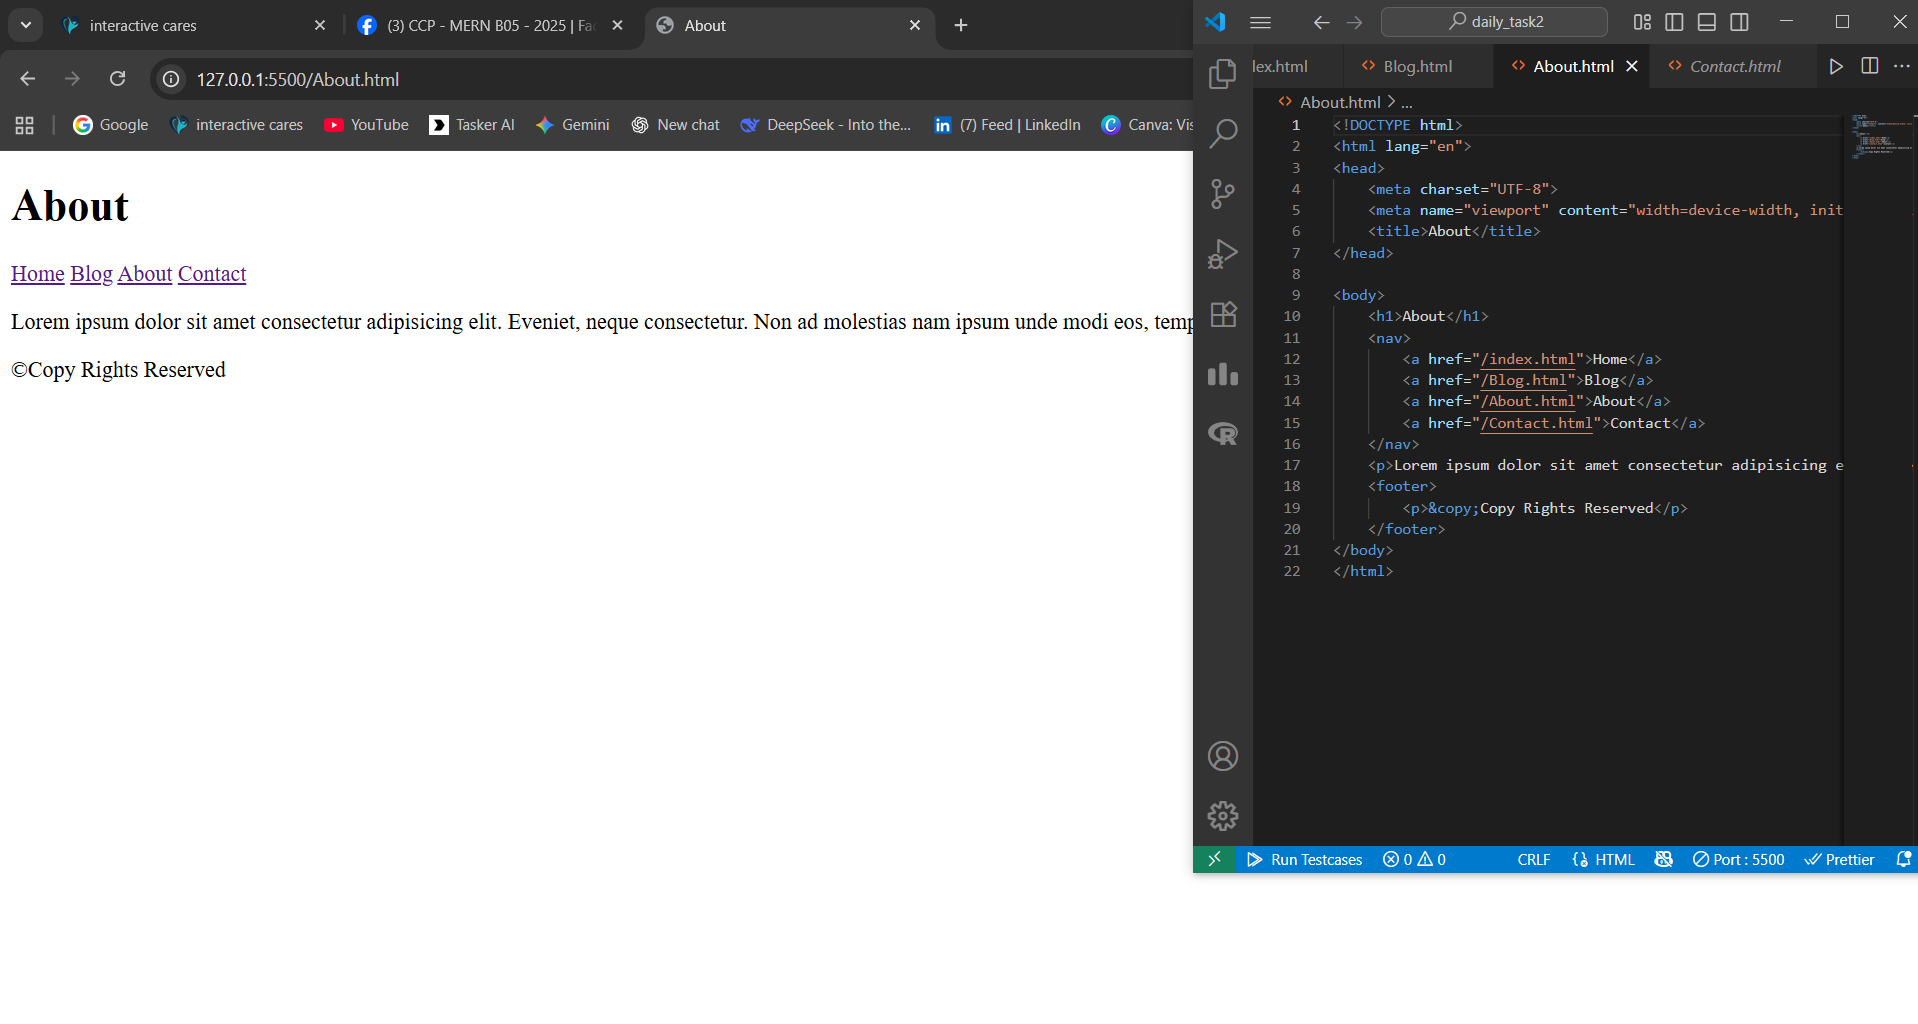 interactive cares
(3) CCP - MERN B05 - 2025 | Fac
About
127.0.0.1:5500/About.html
Google
interactive cares
YouTube
Tasker AI
Gemini
New chat
DeepSeek - Into the...
(7) Feed | LinkedIn
Canva: Vis
About
Home Blog About Contact
Lorem ipsum dolor sit amet consectetur adipisicing elit. Eveniet, neque consectetur. Non ad molestias nam ipsum unde modi eos, temp
©Copy Rights Reserved
daily_task2
lex.html
Blog.html
About.html
Contact.html
About.html > ...
1 <!DOCTYPE html>
2 <html lang="en">
3 <head>
4 <meta charset="UTF-8">
5 <meta name="viewport" content="width=device-width, init
6 <title>About</title>
7 </head>
8
9 <body>
10 <h1>About</h1>
11 <nav>
12 <a href="/index.html">Home</a>
13 <a href="/Blog.html">Blog</a>
14 <a href="/About.html">About</a>
15 <a href="/Contact.html">Contact</a>
16 </nav>
17 <p>Lorem ipsum dolor sit amet consectetur adipisicing e
18 <footer>
19 <p>&copy;Copy Rights Reserved</p>
20 </footer>
21 </body>
22 </html>
Run Testcases
0
0
CRLF
HTML
Port : 5500
Prettier